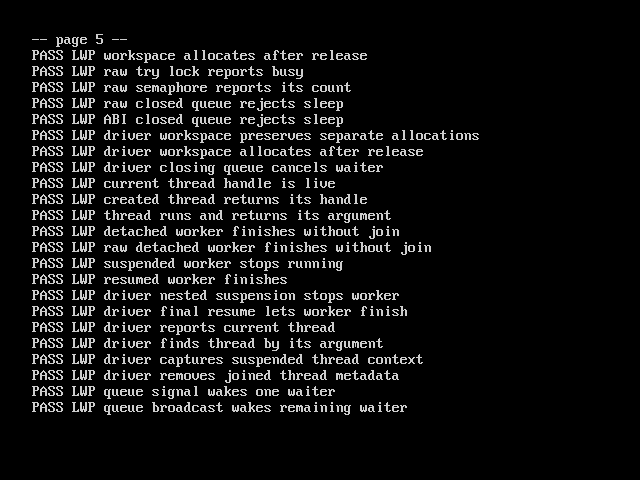 -- page 5 --
PASS LWP workspace allocates after release
PASS LWP raw try lock reports busy
PASS LWP raw semaphore reports its count
PASS LWP raw closed queue rejects sleep
PASS LWP ABI closed queue rejects sleep
PASS LWP driver workspace preserves separate allocations
PASS LWP driver workspace allocates after release
PASS LWP driver closing queue cancels waiter
PASS LWP current thread handle is live
PASS LWP created thread returns its handle
PASS LWP thread runs and returns its argument
PASS LWP detached worker finishes without join
PASS LWP raw detached worker finishes without join
PASS LWP suspended worker stops running
PASS LWP resumed worker finishes
PASS LWP driver nested suspension stops worker
PASS LWP driver final resume lets worker finish
PASS LWP driver reports current thread
PASS LWP driver finds thread by its argument
PASS LWP driver captures suspended thread context
PASS LWP driver removes joined thread metadata
PASS LWP queue signal wakes one waiter
PASS LWP queue broadcast wakes remaining waiter